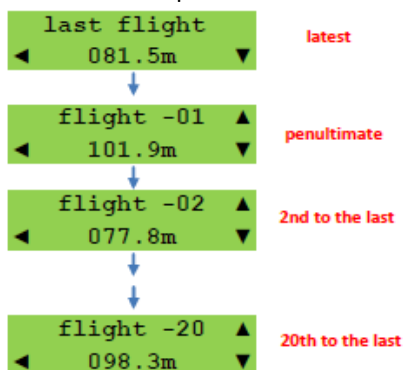 last flight
latest
081.5m
flight -01
penultimate
101.9m
flight -02
2nd to the last
077.8m
flight -20
20th to the last
098.3m